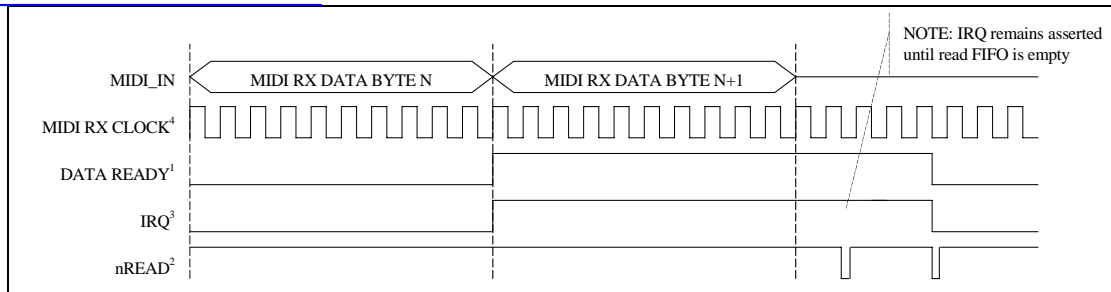 NOTE: IRQ remains asserted
until read FIFO is empty
MIDI_IN
MIDI RX DATA BYTE N
MIDI RX DATA BYTE N+1
MIDI RX CLOCK⁴
DATA READY¹
IRQ³
nREAD²